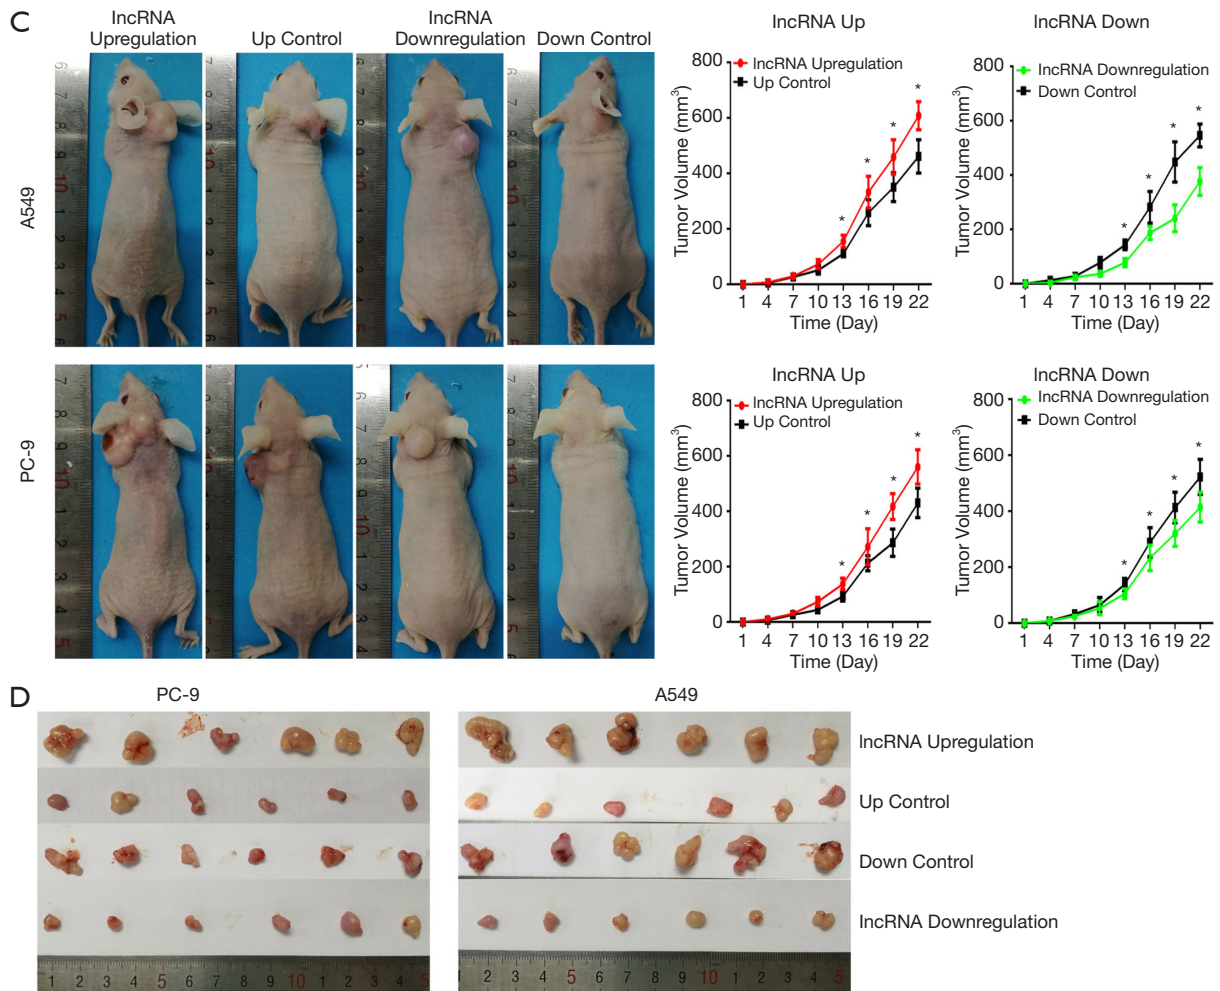 C
lncRNA
Upregulation
Up Control
lncRNA
Downregulation
Down Control
A549
PC-9
lncRNA Up
800
600
400
200
0
Tumor Volume (mm³)
lncRNA Upregulation
Up Control
* * * *
1 4 7 10 13 16 19 22
Time (Day)
lncRNA Down
800
600
400
200
0
Tumor Volume (mm³)
lncRNA Downregulation
Down Control
* * * *
1 4 7 10 13 16 19 22
Time (Day)
lncRNA Up
800
600
400
200
0
Tumor Volume (mm³)
lncRNA Upregulation
Up Control
* * * *
1 4 7 10 13 16 19 22
Time (Day)
lncRNA Down
800
600
400
200
0
Tumor Volume (mm³)
lncRNA Downregulation
Down Control
* * * *
1 4 7 10 13 16 19 22
Time (Day)
D
PC-9
A549
lncRNA Upregulation
Up Control
Down Control
lncRNA Downregulation
1 2 3 4 5 6 7 8 9 10 1 2 3 4 5
1 2 3 4 5 6 7 8 9 10 1 2 3 4 5